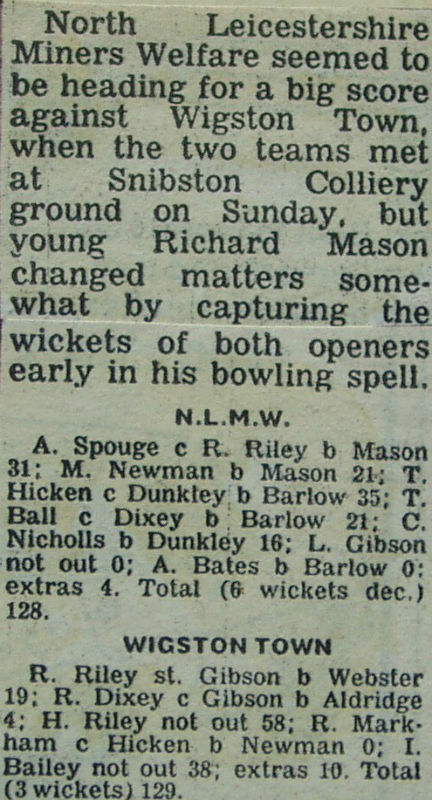 North Leicestershire
Miners Welfare seemed to
be heading for a big score
against Wigston Town,
when the two teams met
at Snibston Colliery
ground on Sunday, but
young Richard Mason
changed matters some-
what by capturing the
wickets of both openers
early in his bowling spell.
N.L.M.W.
A. Spouge c R. Riley b Mason
31; M. Newman b Mason 21; T.
Hicken c Dunkley b Barlow 35; T.
Ball c Dixey b Barlow 21; C.
Nicholls b Dunkley 16; L. Gibson
not out 0; A. Bates b Barlow 0;
extras 4. Total (6 wickets dec.)
128.
WIGSTON TOWN
R. Riley st. Gibson b Webster
19; R. Dixey c Gibson b Aldridge
4; H. Riley not out 58; R. Mark-
ham c Hicken b Newman 0; I.
Bailey not out 38; extras 10. Total
(3 wickets) 129.